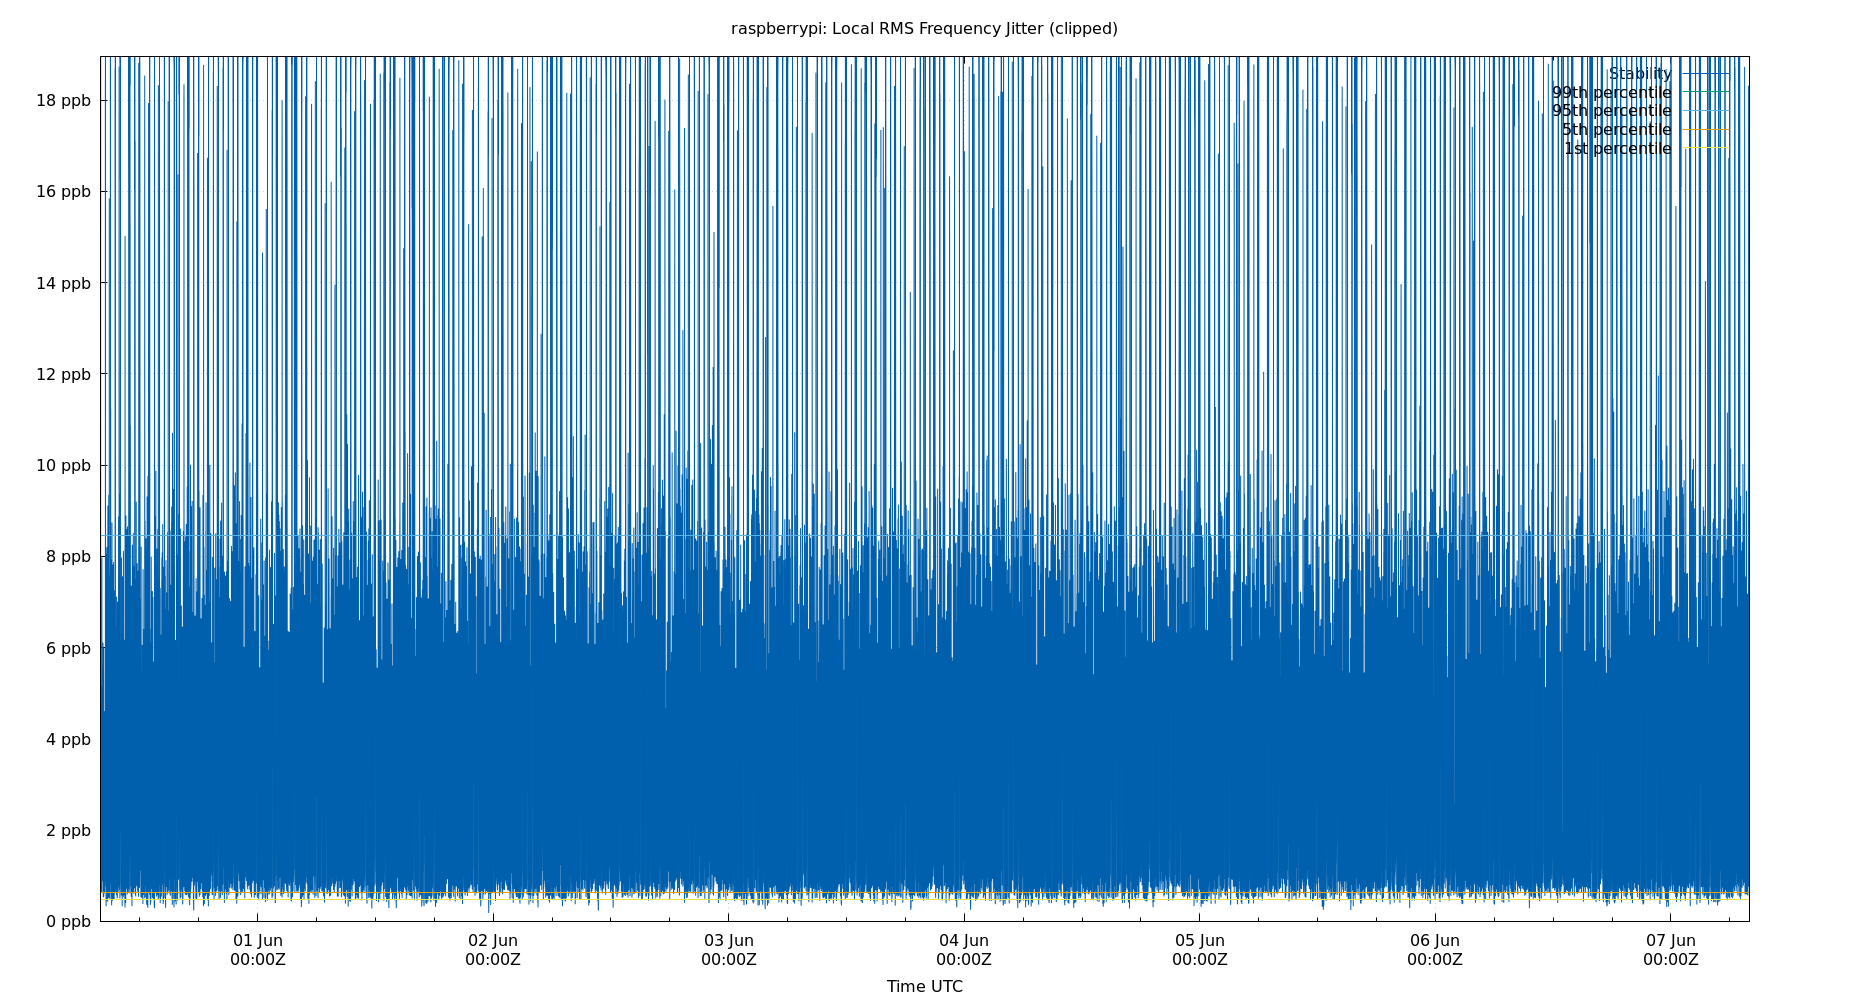 raspberrypi: Local RMS Frequency Jitter (clipped)
18 ppb
16 ppb
14 ppb
12 ppb
10 ppb
8 ppb
6 ppb
4 ppb
2 ppb
0 ppb
Stability
99th percentile
95th percentile
5th percentile
1st percentile
01 Jun 02 Jun 03 Jun 04 Jun 05 Jun 06 Jun 07 Jun
00:00Z 00:00Z 00:00Z 00:00Z 00:00Z 00:00Z 00:00Z
Time UTC